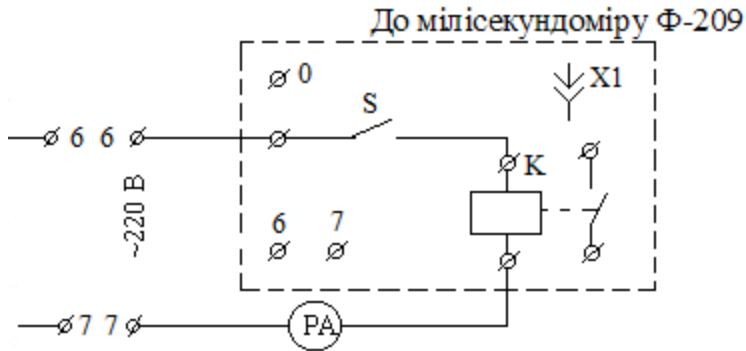 До мілісекундоміру Ф-209
0
X1
S
6 6
K
~220 В
6 7
7 7
PA